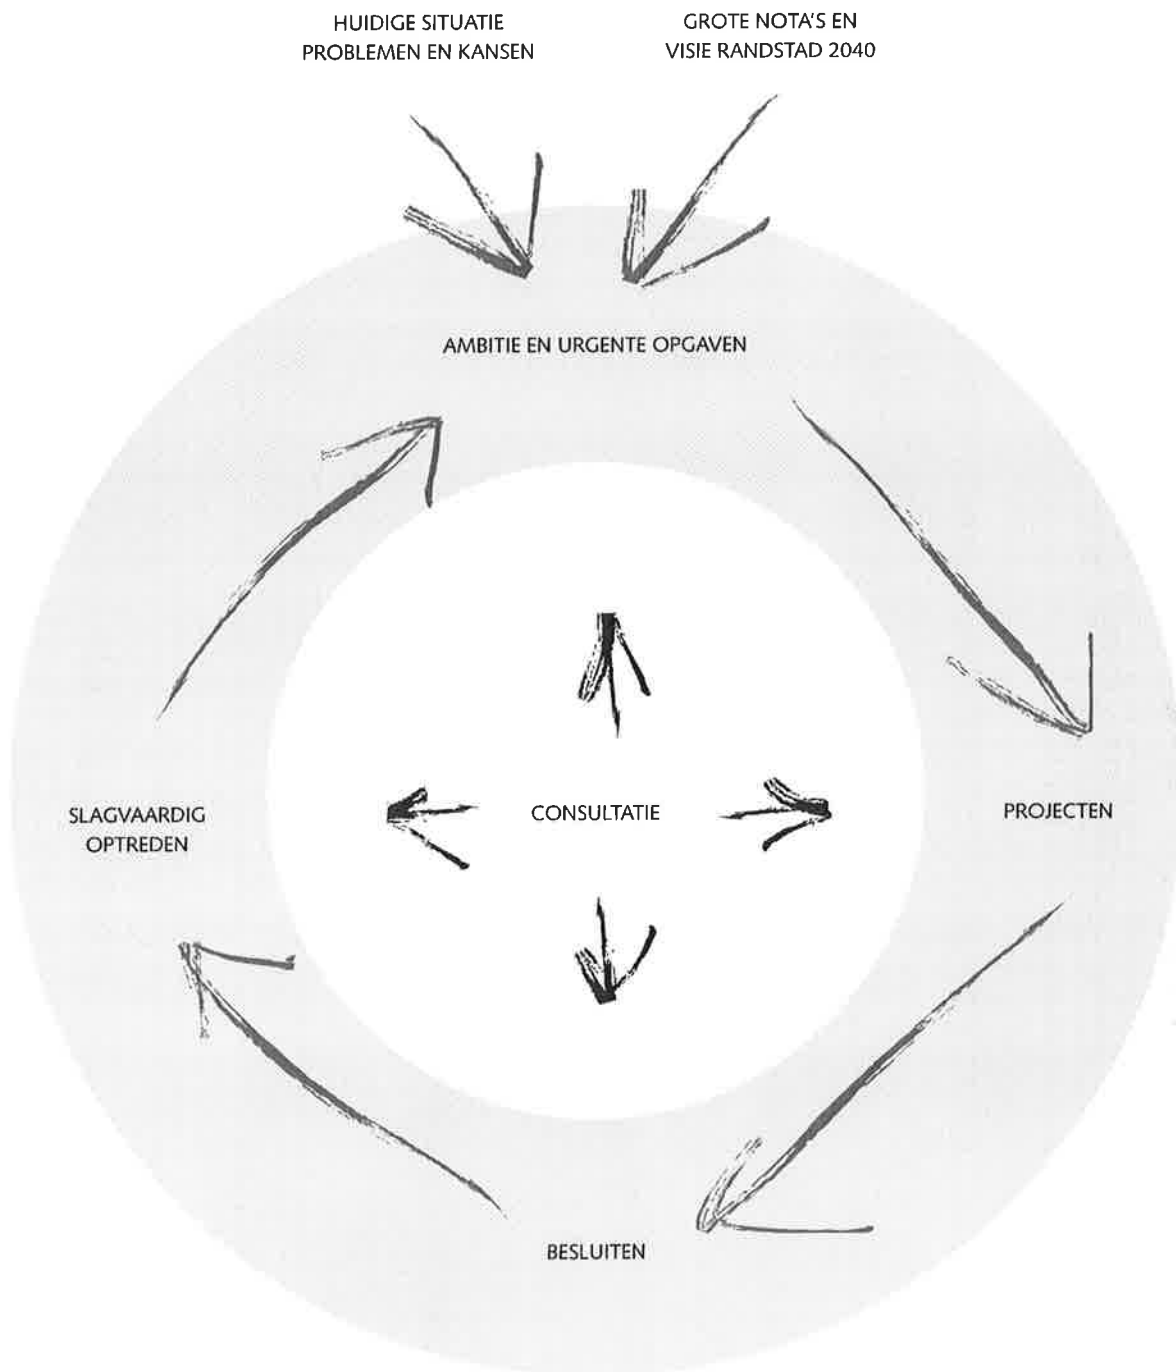 HUIDIGE SITUATIE
PROBLEMEN EN KANSEN
GROTE NOTA'S EN
VISIE RANDSTAD 2040
AMBITIE EN URGENTE OPGAVEN
SLAGVAARDIG
OPTREDEN
CONSULTATIE
PROJECTEN
BESLUITEN